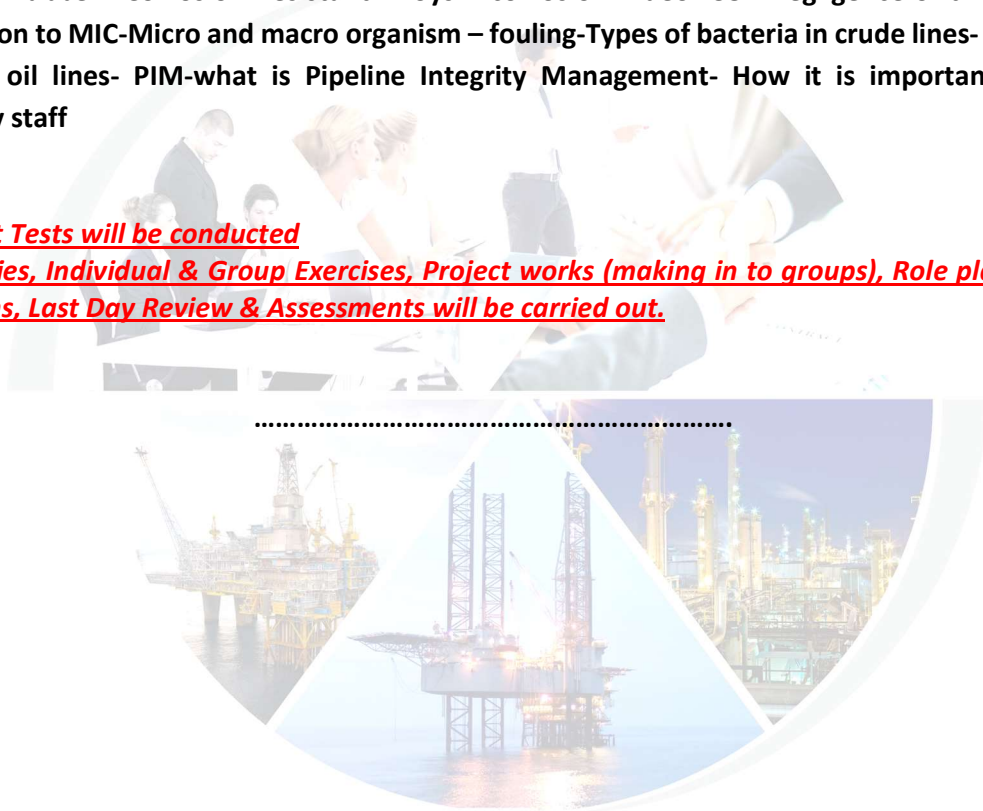 on to MIC-Micro and macro organism – fouling-Types of bacteria in crude lines-
oil lines- PIM-what is Pipeline Integrity Management- How it is important
staff
Tests will be conducted
ies, Individual & Group Exercises, Project works (making in to groups), Role pla
s, Last Day Review & Assessments will be carried out.
………………………………………………………….